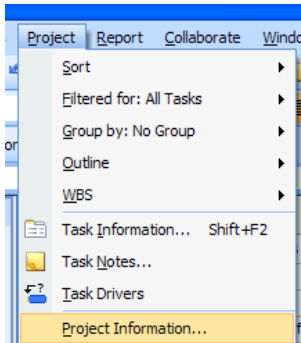 Project Report Collaborate
Sort
Filtered for: All Tasks
Group by: No Group
Outline
WBS
Task Information... Shift+F2
Task Notes...
Task Drivers
Project Information...